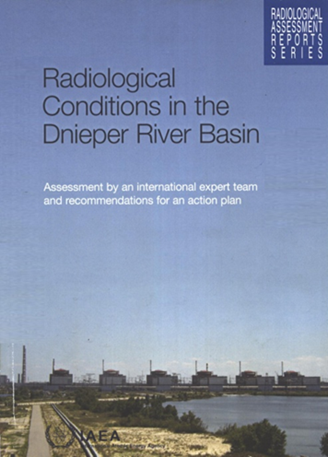 RADIOLOGICAL
ASSESSMENT
REPORTS
SERIES
Radiological
Conditions in the
Dnieper River Basin
Assessment by an international expert team
and recommendations for an action plan
IAEA